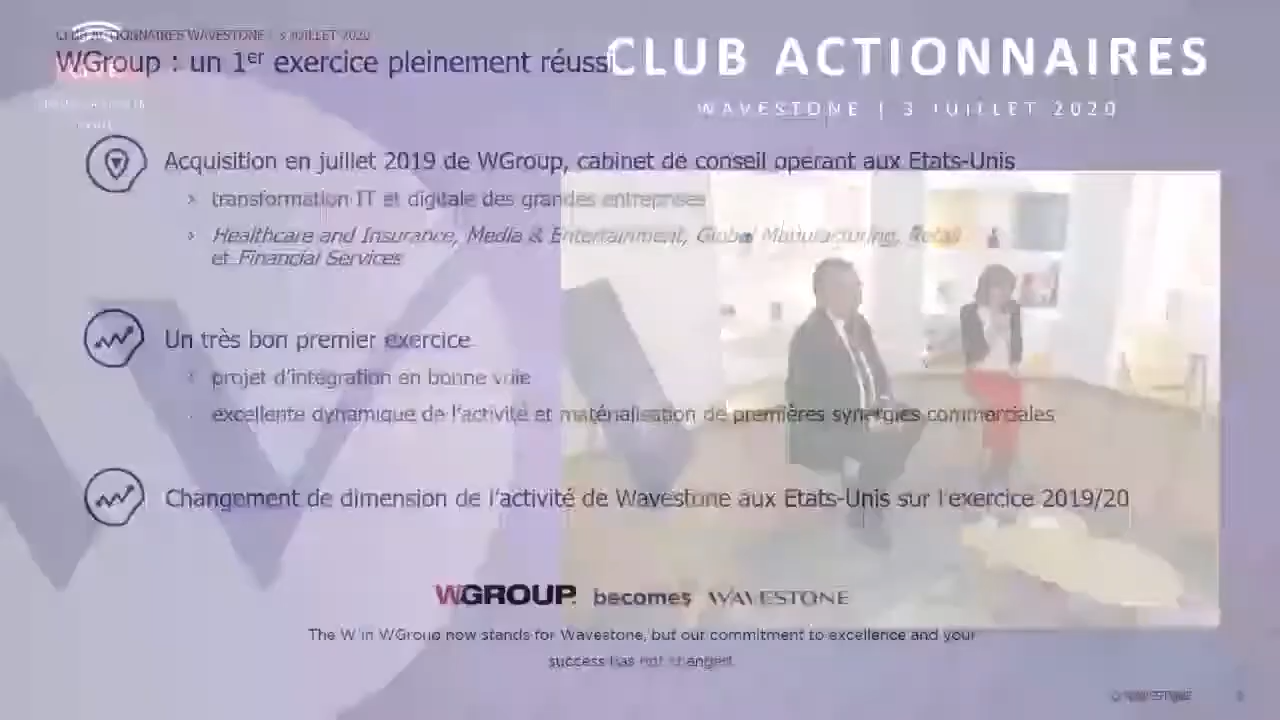 CLUB ACTIONNAIRES WAVESTONE | 3 JUILLET 2020
WGroup : un 1er exercice pleinement réussi
CLUB ACTIONNAIRES
WAVESTONE | 3 JUILLET 2020
Acquisition en juillet 2019 de WGroup, cabinet de conseil opérant aux Etats-Unis
> transformation IT et digitale des grandes entreprises
> Healthcare and Insurance, Media & Entertainment, Global Manufacturing, Retail
et Financial Services
Un très bon premier exercice
> projet d'intégration en bonne voie
excellente dynamique de l'activité et matérialisation de premières synergies commerciales
Changement de dimension de l'activité de Wavestone aux Etats-Unis sur l'exercice 2019/20
WGROUP becomes WAVESTONE
The W in WGroup now stands for Wavestone, but our commitment to excellence and your
success has not changed.
© WAVESTONE